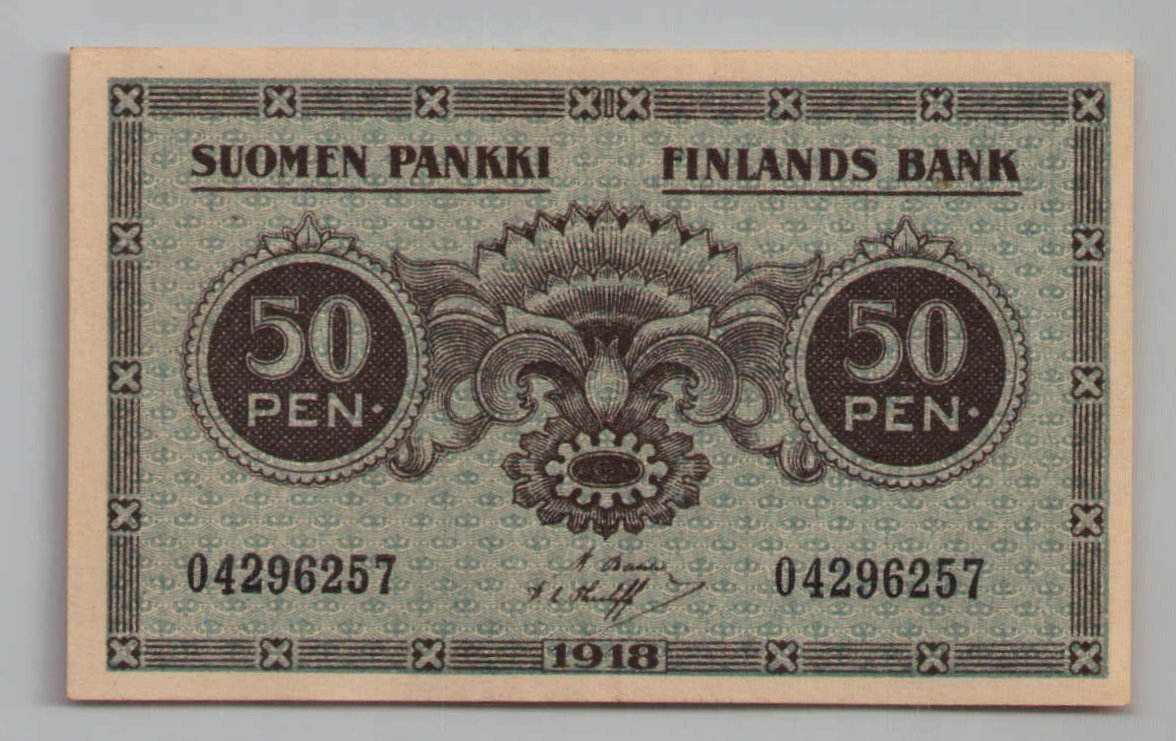 SUOMEN PANKKI FINLANDS BANK
50 50
PEN. PEN.
04296257 04296257
1918